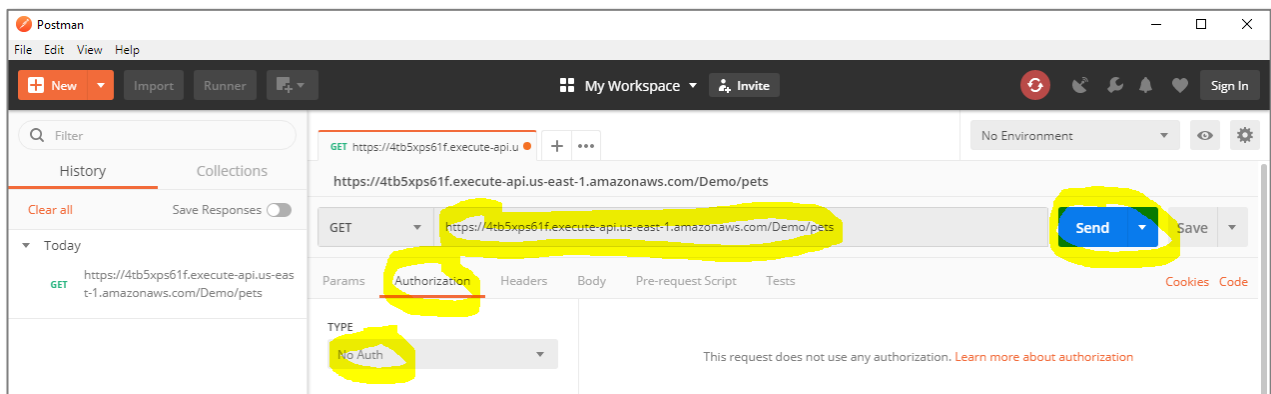 Postman
File Edit View Help
New Import Runner My Workspace Invite Sign In
Filter
History Collections
Clear all Save Responses
Today
GET https://4tb5xps61f.execute-api.us-eas
t-1.amazonaws.com/Demo/pets
GET https://4tb5xps61f.execute-api.u
No Environment
https://4tb5xps61f.execute-api.us-east-1.amazonaws.com/Demo/pets
GET https://4tb5xps61f.execute-api.us-east-1.amazonaws.com/Demo/pets Send Save
Params Authorization Headers Body Pre-request Script Tests Cookies Code
TYPE
No Auth
This request does not use any authorization. Learn more about authorization